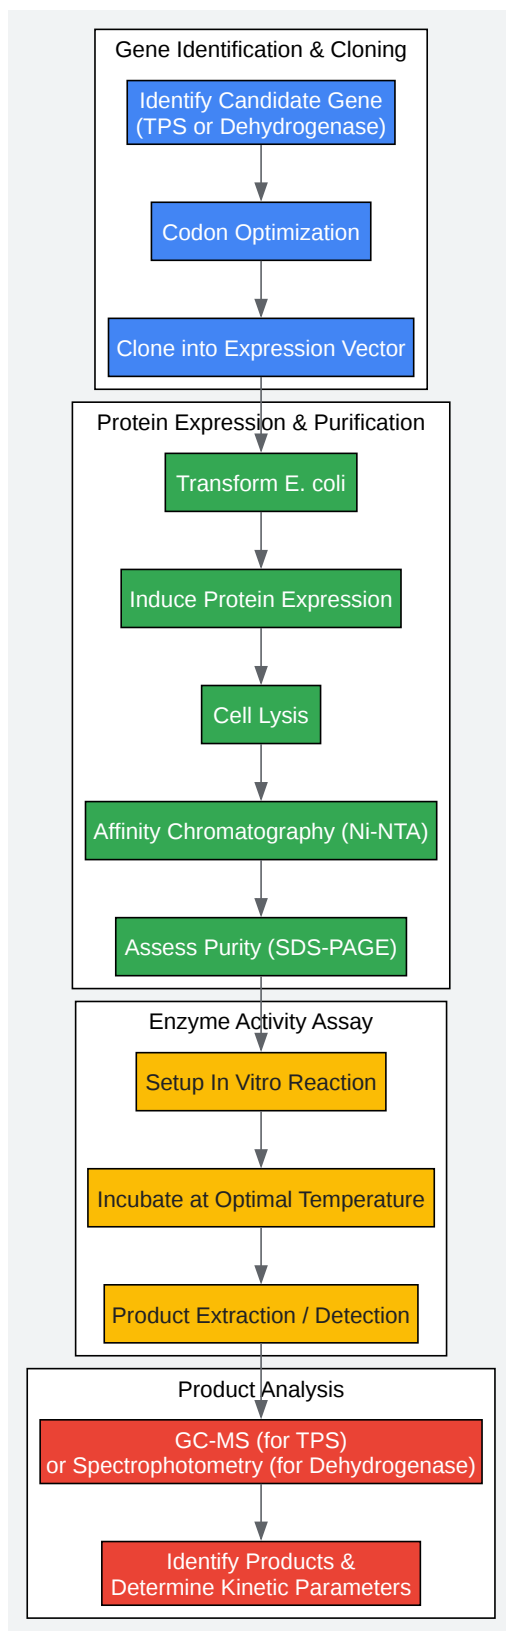 Gene Identification & Cloning
Identify Candidate Gene
(TPS or Dehydrogenase)
Codon Optimization
Clone into Expression Vector
Protein Expression & Purification
Transform E. coli
Induce Protein Expression
Cell Lysis
Affinity Chromatography (Ni-NTA)
Assess Purity (SDS-PAGE)
Enzyme Activity Assay
Setup In Vitro Reaction
Incubate at Optimal Temperature
Product Extraction / Detection
Product Analysis
GC-MS (for TPS)
or Spectrophotometry (for Dehydrogenase)
Identify Products &
Determine Kinetic Parameters